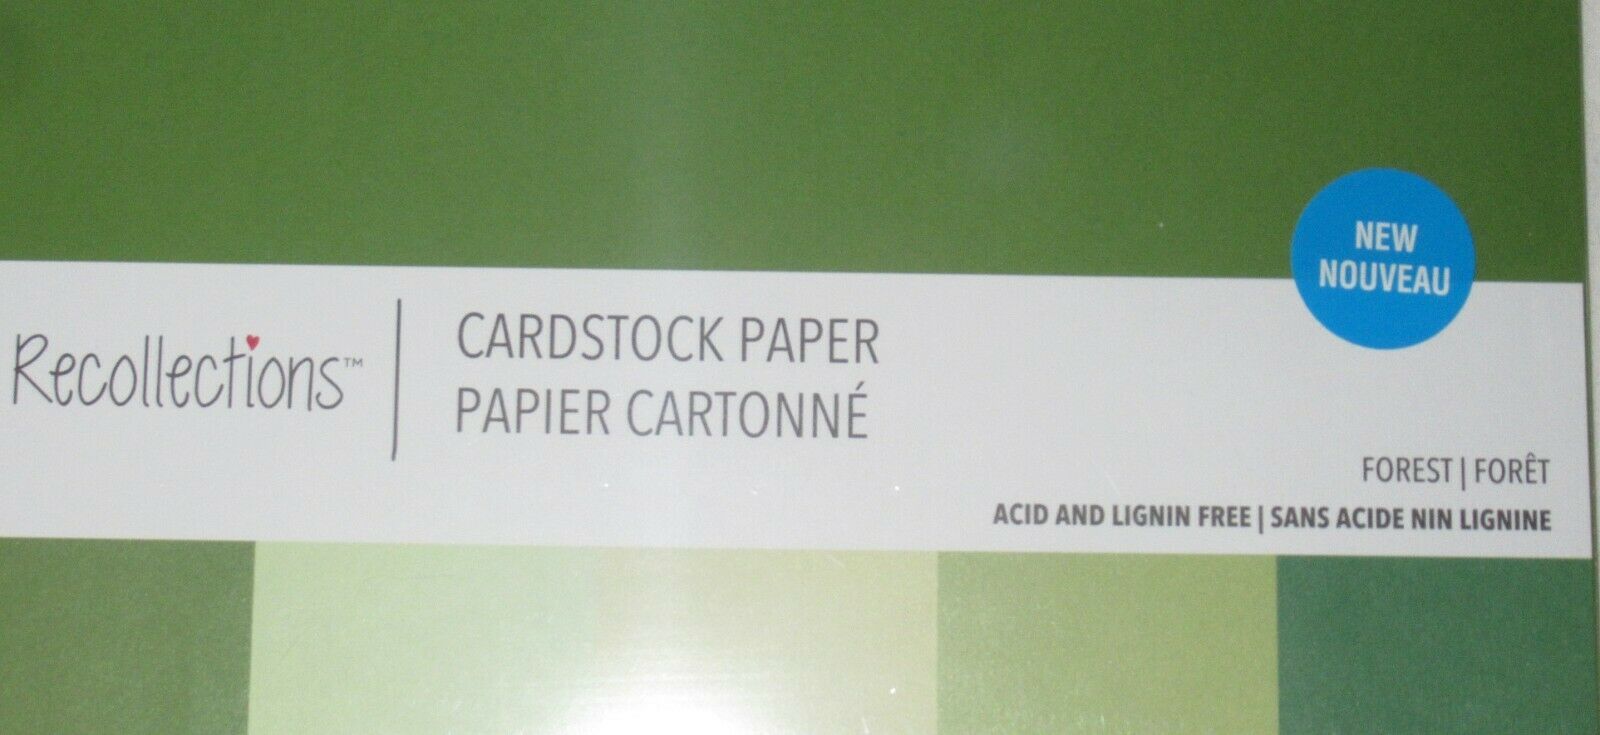 NEW
NOUVEAU
Recollections™
CARDSTOCK PAPER
PAPIER CARTONNÉ
FOREST | FORÊT
ACID AND LIGNIN FREE | SANS ACIDE NIN LIGNINE